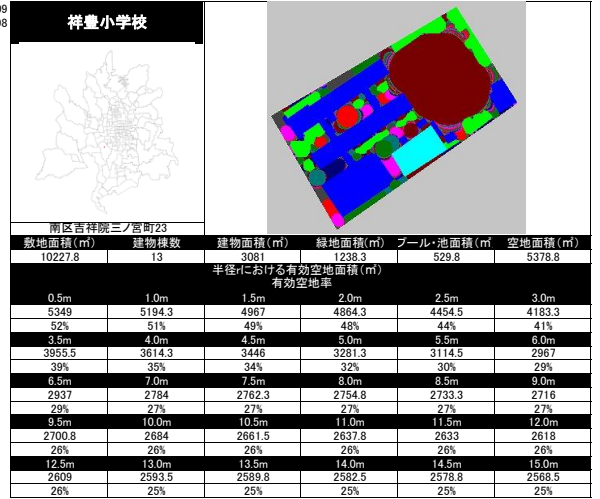 09
08
祥豊小学校
南区吉祥院三ノ宮町23
敷地面積(㎡) 建物棟数 建物面積(㎡) 緑地面積(㎡) プール・池面積(㎡ 空地面積(㎡)
10227.8 13 3081 1238.3 529.8 5378.8
半径rにおける有効空地面積(㎡)
有効空地率
0.5m 1.0m 1.5m 2.0m 2.5m 3.0m
5349 5194.3 4967 4864.3 4454.5 4183.3
52% 51% 49% 48% 44% 41%
3.5m 4.0m 4.5m 5.0m 5.5m 6.0m
3955.5 3614.3 3446 3281.3 3114.5 2967
39% 35% 34% 32% 30% 29%
6.5m 7.0m 7.5m 8.0m 8.5m 9.0m
2937 2784 2762.3 2754.8 2733.3 2716
29% 27% 27% 27% 27% 27%
9.5m 10.0m 10.5m 11.0m 11.5m 12.0m
2700.8 2684 2661.5 2637.8 2633 2618
26% 26% 26% 26% 26% 26%
12.5m 13.0m 13.5m 14.0m 14.5m 15.0m
2609 2593.5 2589.8 2582.5 2578.8 2568.5
26% 25% 25% 25% 25% 25%